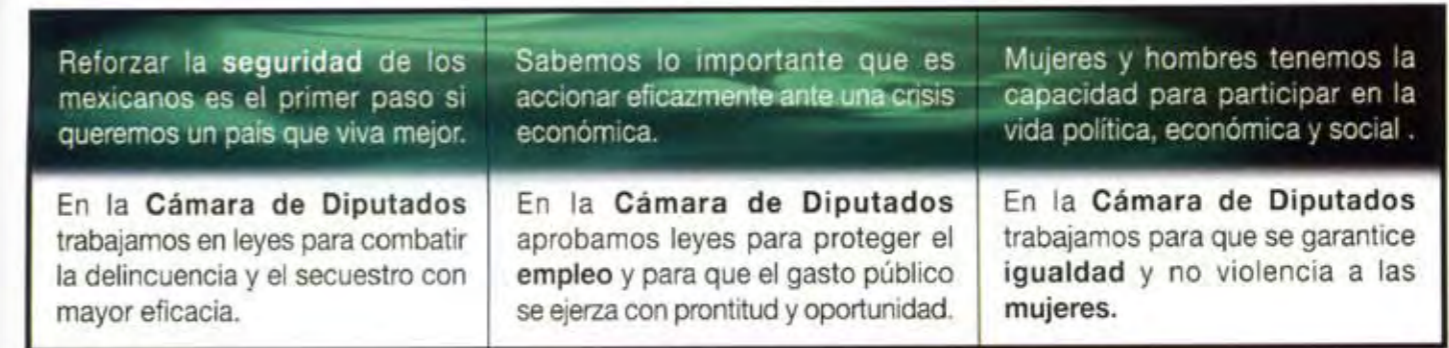 Reforzar la seguridad de los
mexicanos es el primer paso si
queremos un país que viva mejor.
En la Cámara de Diputados
trabajamos en leyes para combatir
la delincuencia y el secuestro con
mayor eficacia.
Sabemos lo importante que es
accionar eficazmente ante una crisis
económica.
En la Cámara de Diputados
aprobamos leyes para proteger el
empleo y para que el gasto público
se ejerza con prontitud y oportunidad.
Mujeres y hombres tenemos la
capacidad para participar en la
vida política, económica y social .
En la Cámara de Diputados
trabajamos para que se garantice
igualdad y no violencia a las
mujeres.